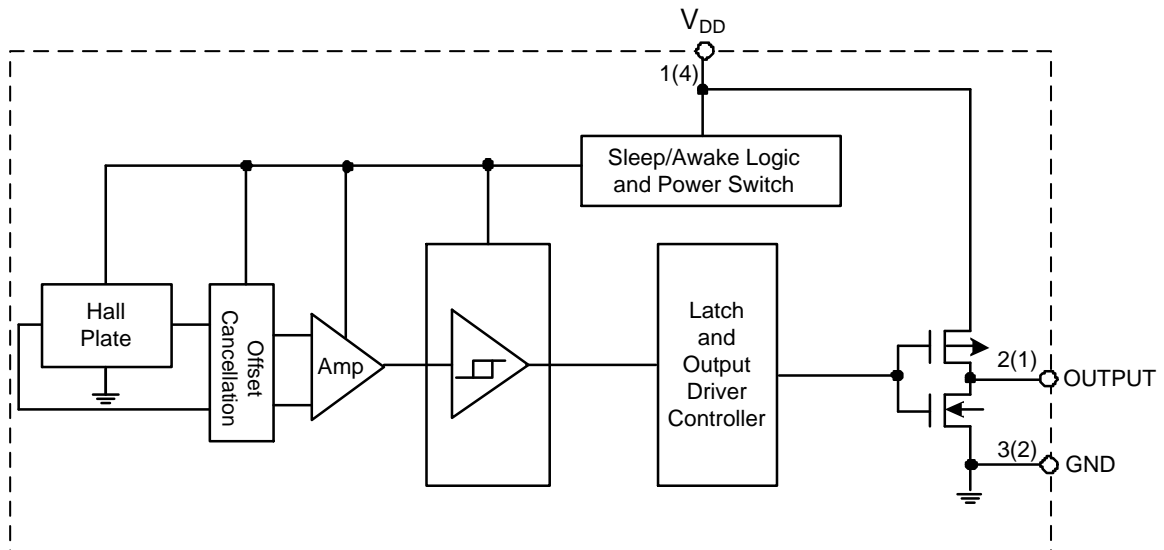 VDD
1(4)
Sleep/Awake Logic
and Power Switch
Hall
Plate
Offset
Cancellation
Amp
Latch
and
Output
Driver
Controller
2(1)
OUTPUT
3(2)
GND